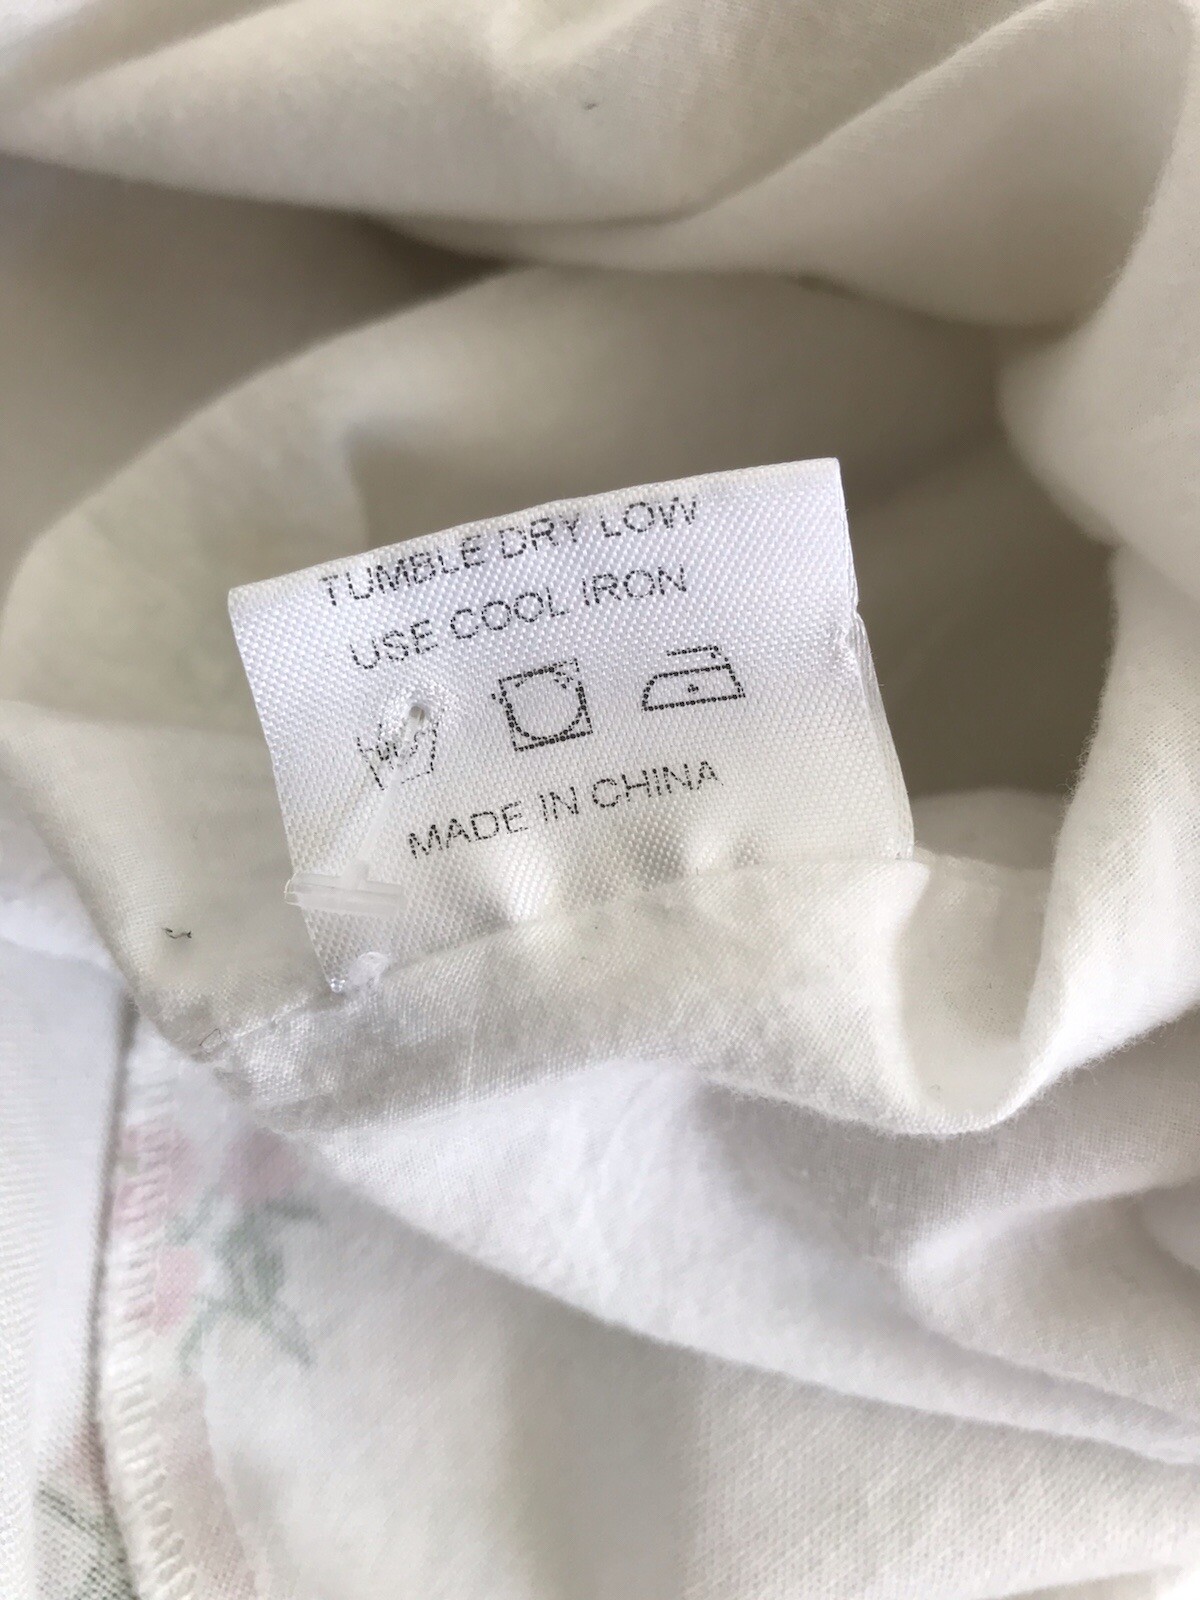 TUMBLE DRY LOW
USE COOL IRON
MADE IN CHINA